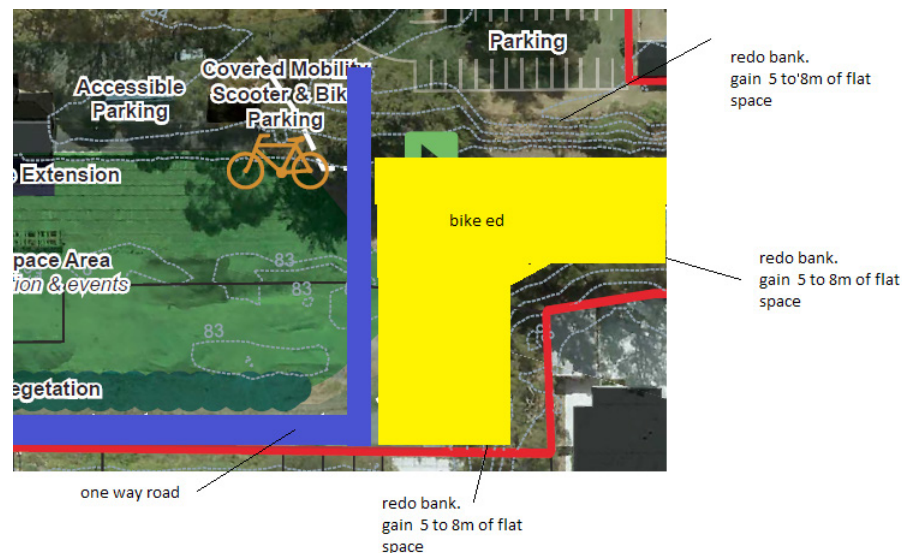 84
Parking
redo bank.
gain 5 to'8m of flat
space
Accessible
Parking
Covered Mobility
Scooter & Bik
Parking
Extension
bike ed
pace Area
tion & events
83
83
83
redo bank.
gain 5 to 8m of flat
space
egetation
one way road
redo bank.
gain 5 to 8m of flat
space